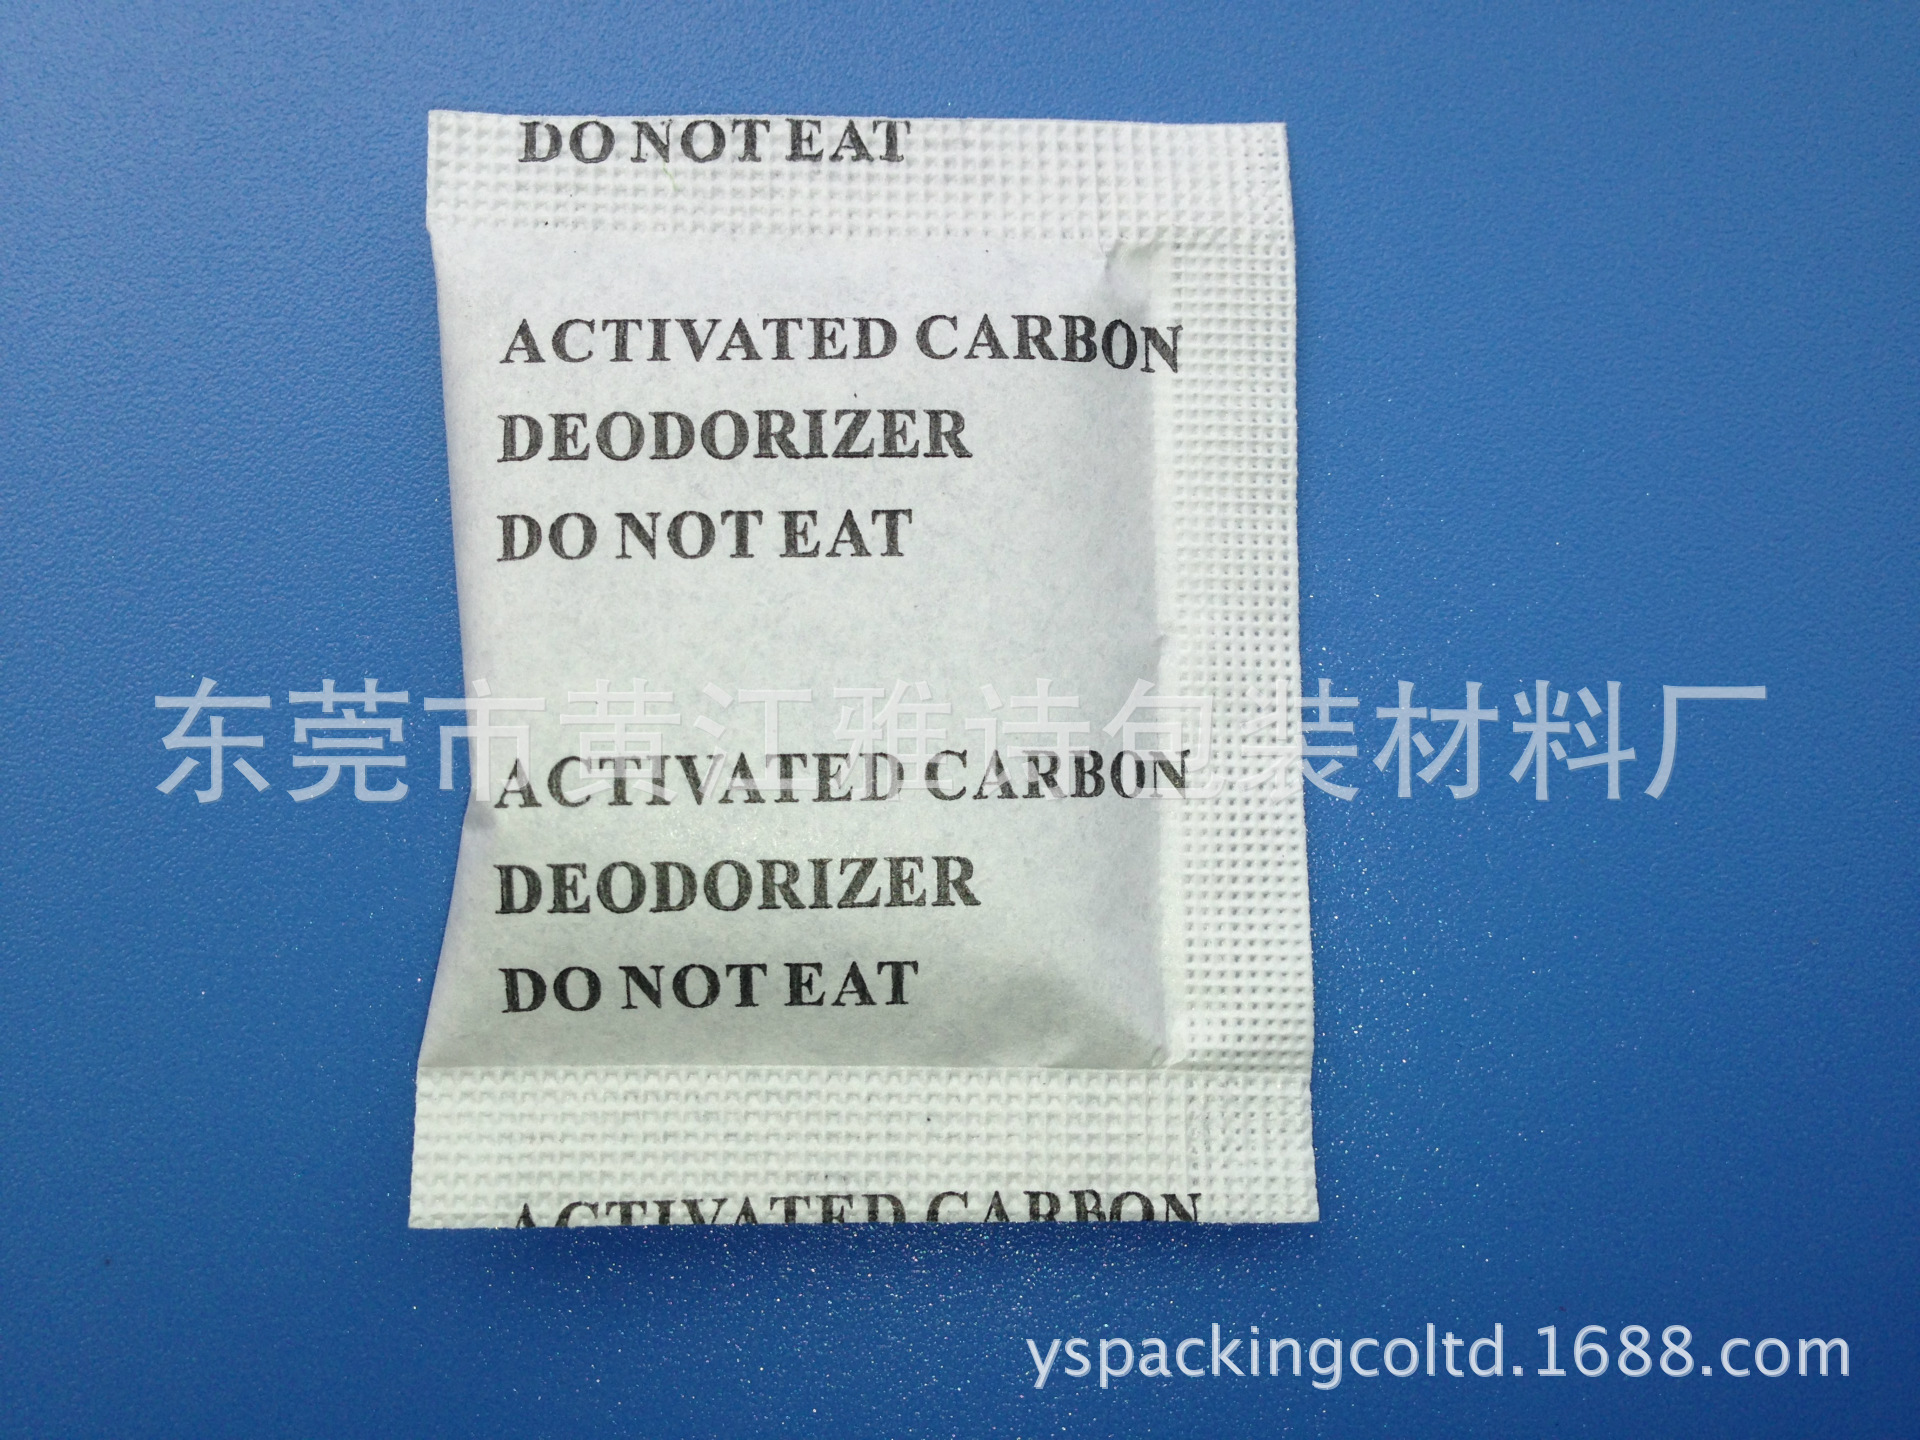 DO NOT EAT
ACTIVATED CARBON
DEODORIZER
DO NOT EAT
东莞市黄江雅诗包装材料厂
ACTIVATED CARBON
DEODORIZER
DO NOT EAT
ACTIVATED CARBON
yspackingcoltd.1688.com